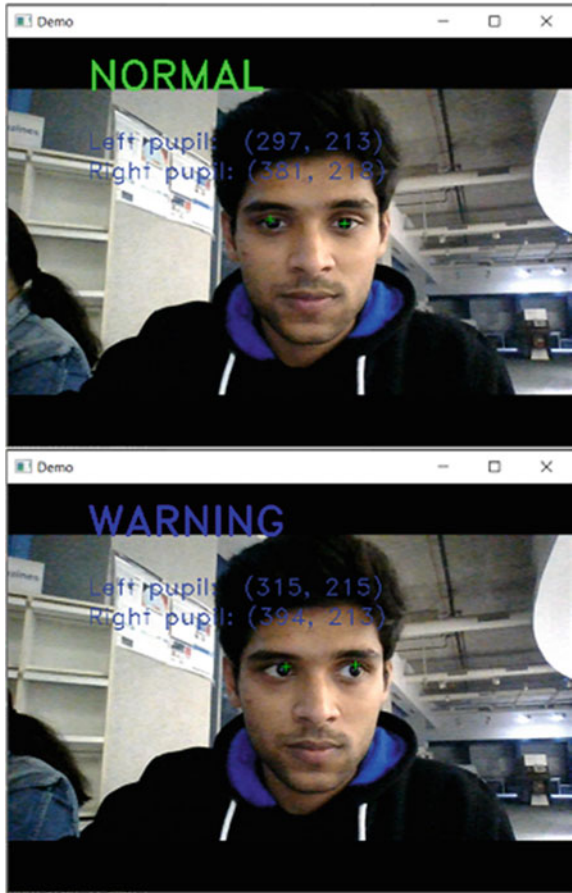 Demo
NORMAL
Left pupil: (297, 213)
Right pupil: (381, 218)
Demo
WARNING
Left pupil: (315, 215)
Right pupil: (394, 213)